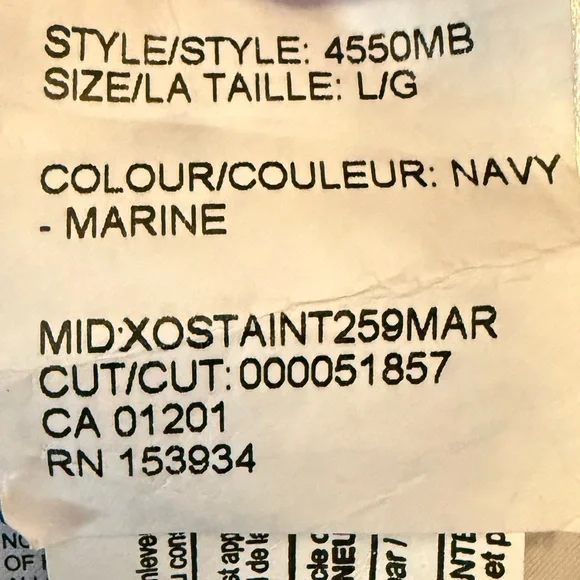 STYLE/STYLE: 4550MB
SIZE/LA TAILLE: L/G
COLOUR/COULEUR: NAVY
- MARINE
MID:XOSTAINT259MAR
CUT/CUT: 000051857
CA 01201
RN 153934
OF